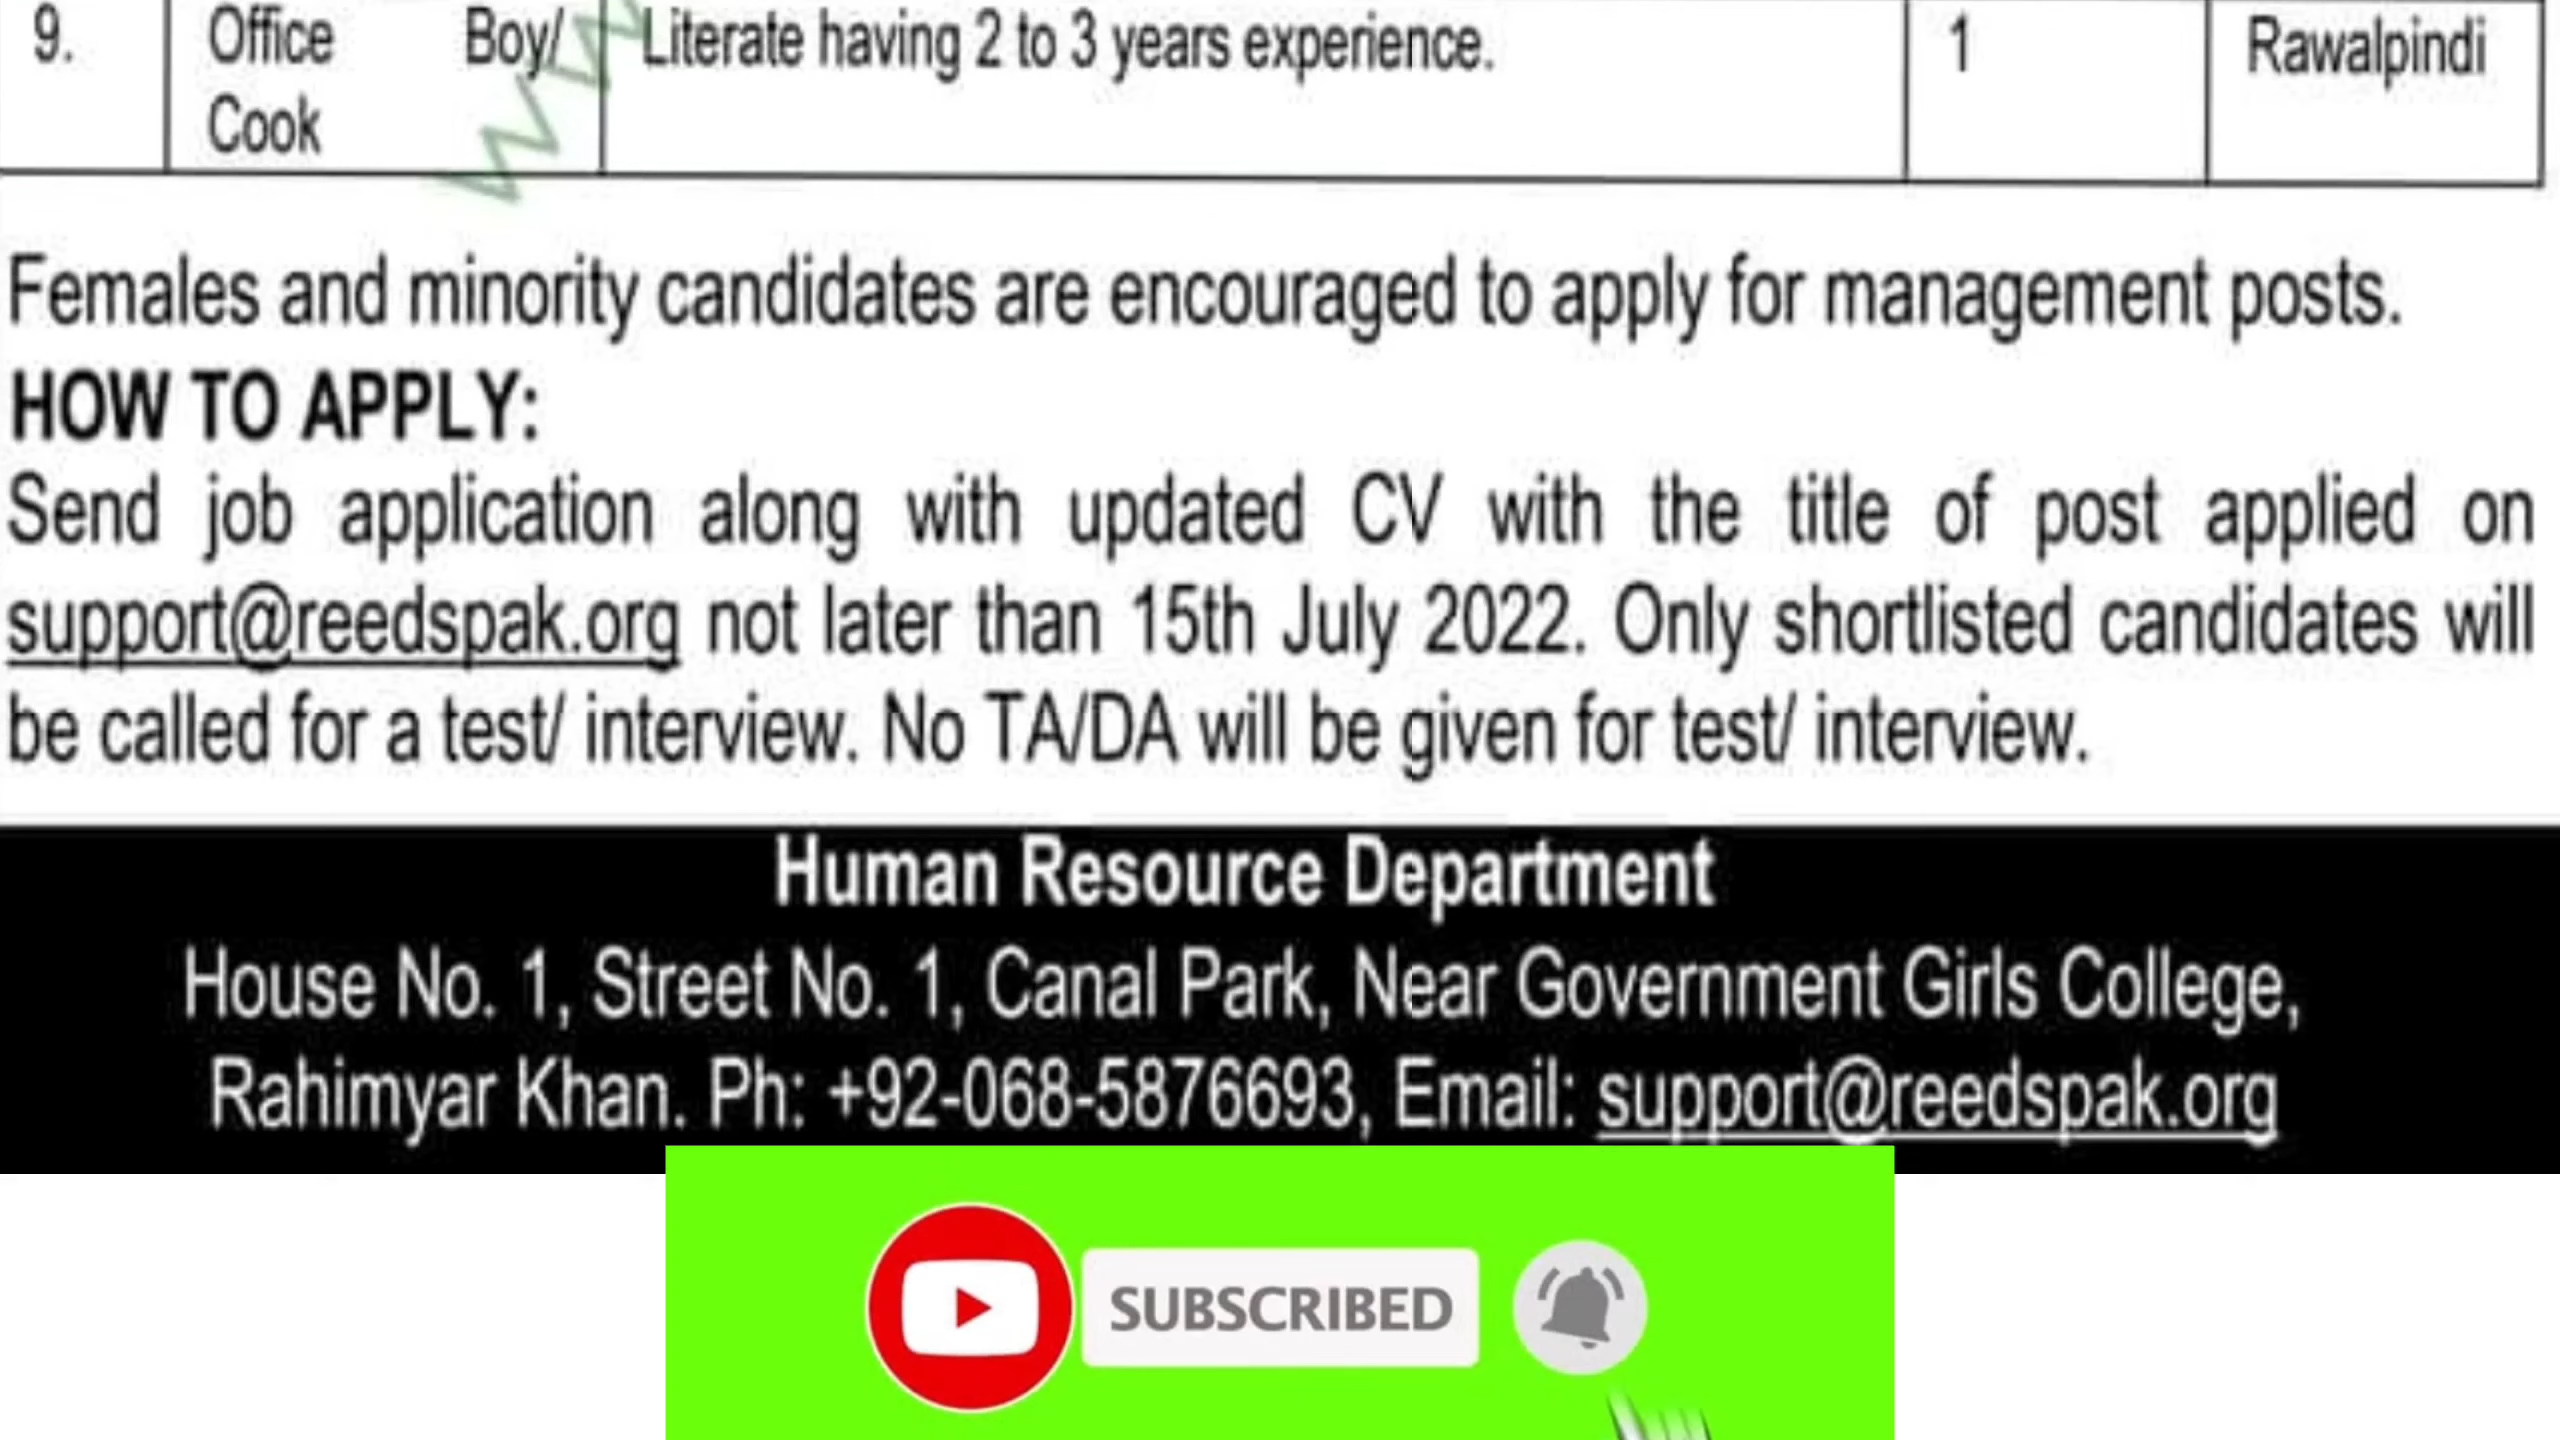 9. Office Boy/ Literate having 2 to 3 years experience. 1 Rawalpindi
Cook
Females and minority candidates are encouraged to apply for management posts.
HOW TO APPLY:
Send job application along with updated CV with the title of post applied on
support@reedspak.org not later than 15th July 2022. Only shortlisted candidates will
be called for a test/ interview. No TA/DA will be given for test/ interview.
Human Resource Department
House No. 1, Street No. 1, Canal Park, Near Government Girls College,
Rahimyar Khan. Ph: +92-068-5876693, Email: support@reedspak.org
SUBSCRIBED